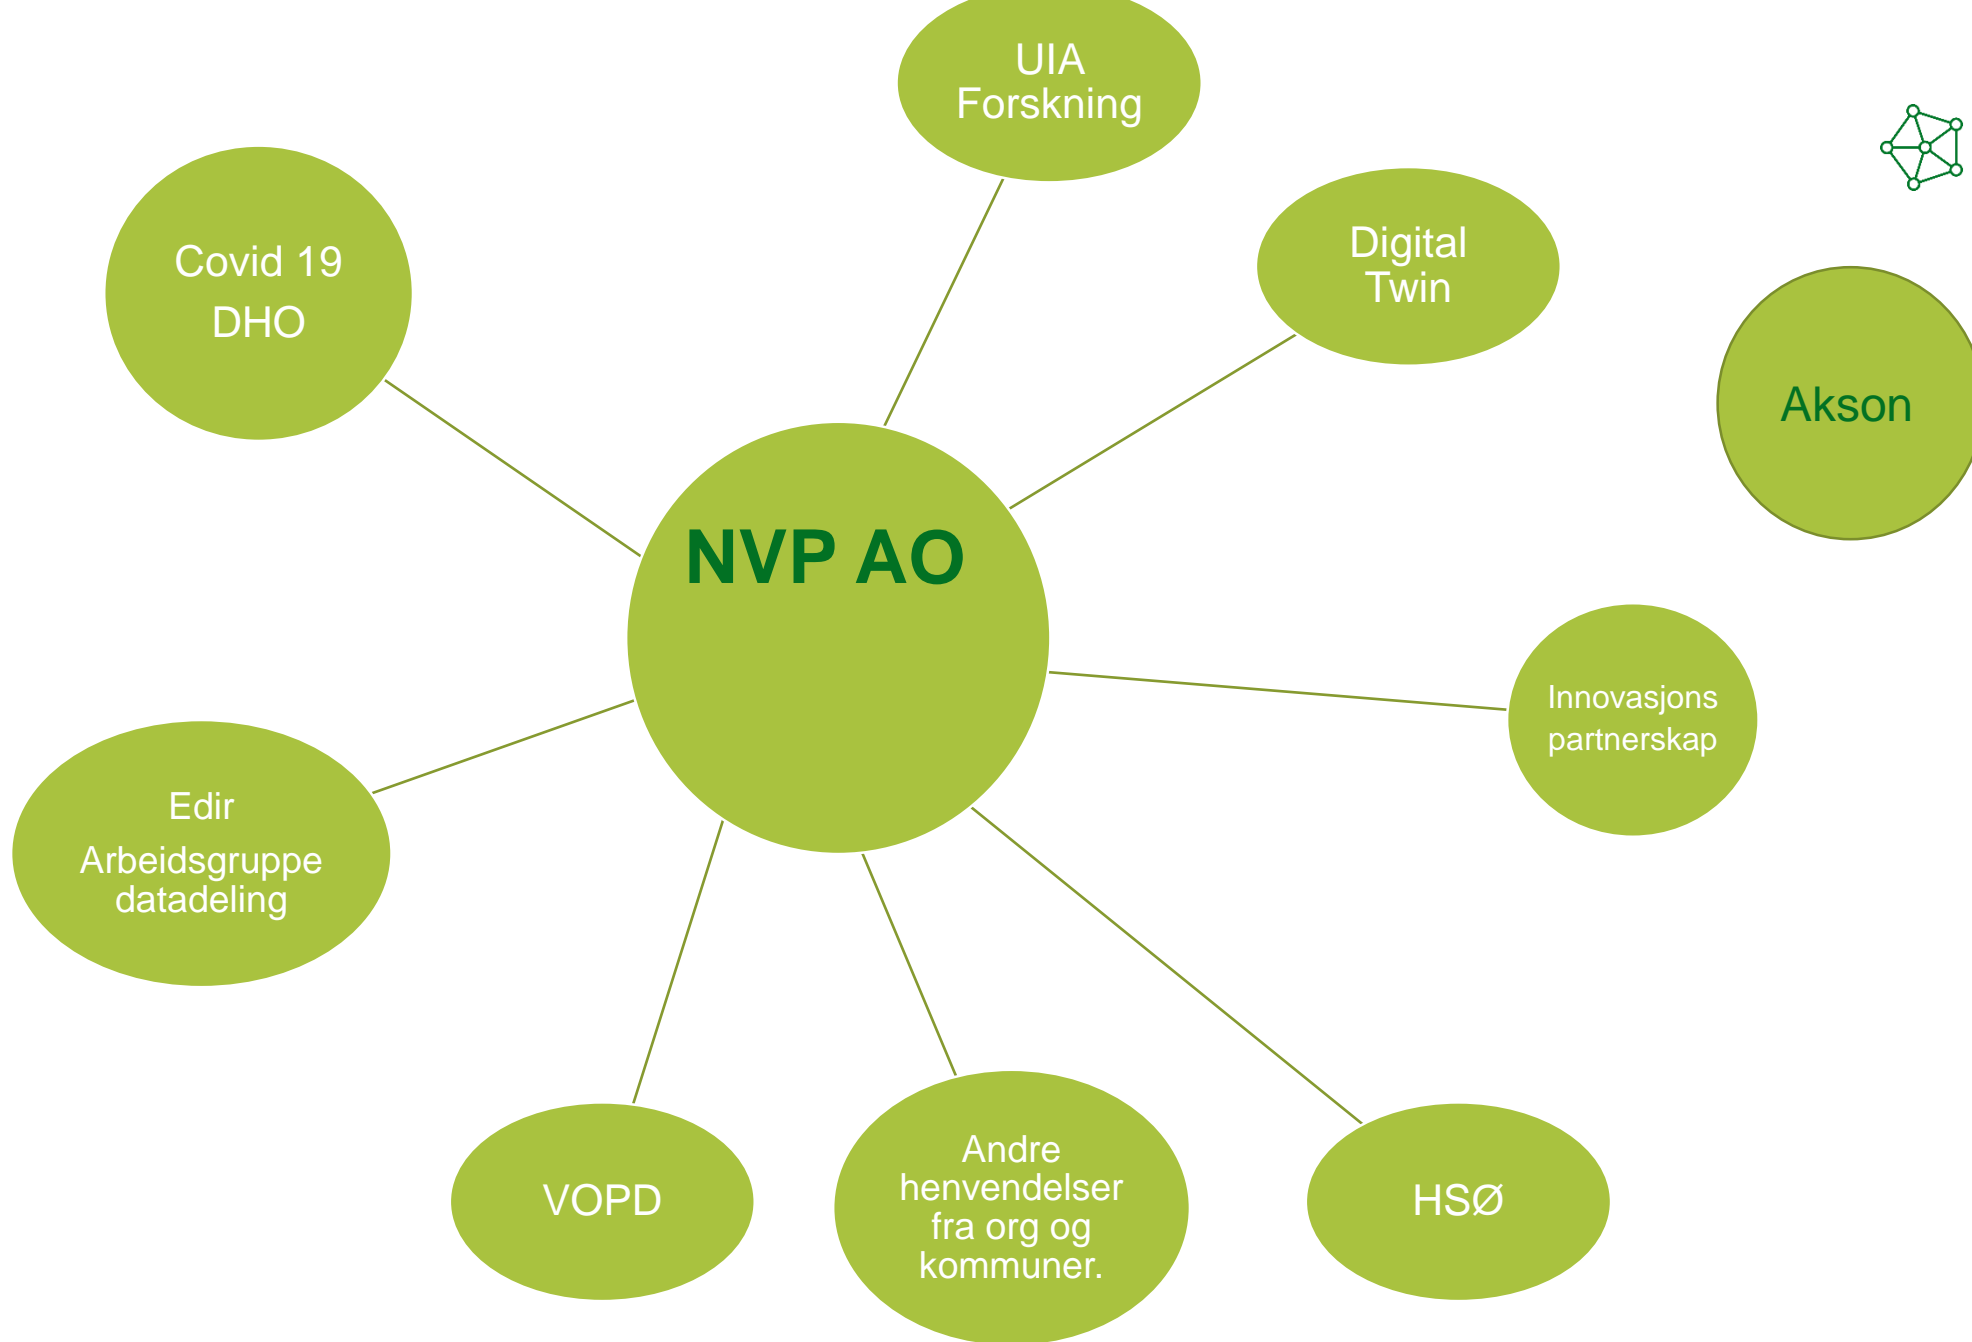 UIA
Forskning
Digital
Twin
Covid 19
DHO
Akson
NVP AO
Innovasjons
partnerskap
Edir
Arbeidsgruppe
datadeling
VOPD
Andre
henvendelser
fra org og
kommuner.
HSØ